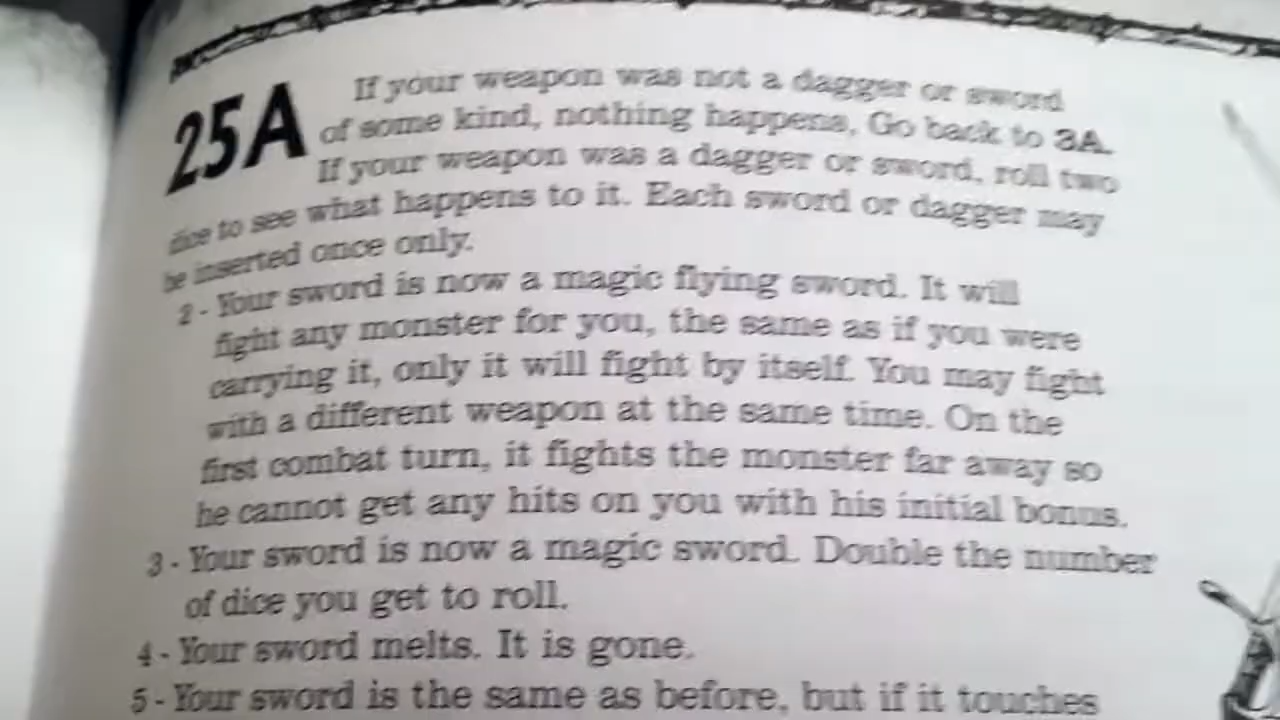 25A If your weapon was not a dagger or sword
of some kind, nothing happens. Go back to 3A.
If your weapon was a dagger or sword, roll two
dice to see what happens to it. Each sword or dagger may
be inserted once only.
2 - Your sword is now a magic flying sword. It will
fight any monster for you, the same as if you were
carrying it, only it will fight by itself. You may fight
with a different weapon at the same time. On the
first combat turn, it fights the monster far away so
he cannot get any hits on you with his initial bonus.
3 - Your sword is now a magic sword. Double the number
of dice you get to roll.
4 - Your sword melts. It is gone.
5 - Your sword is the same as before, but if it touches